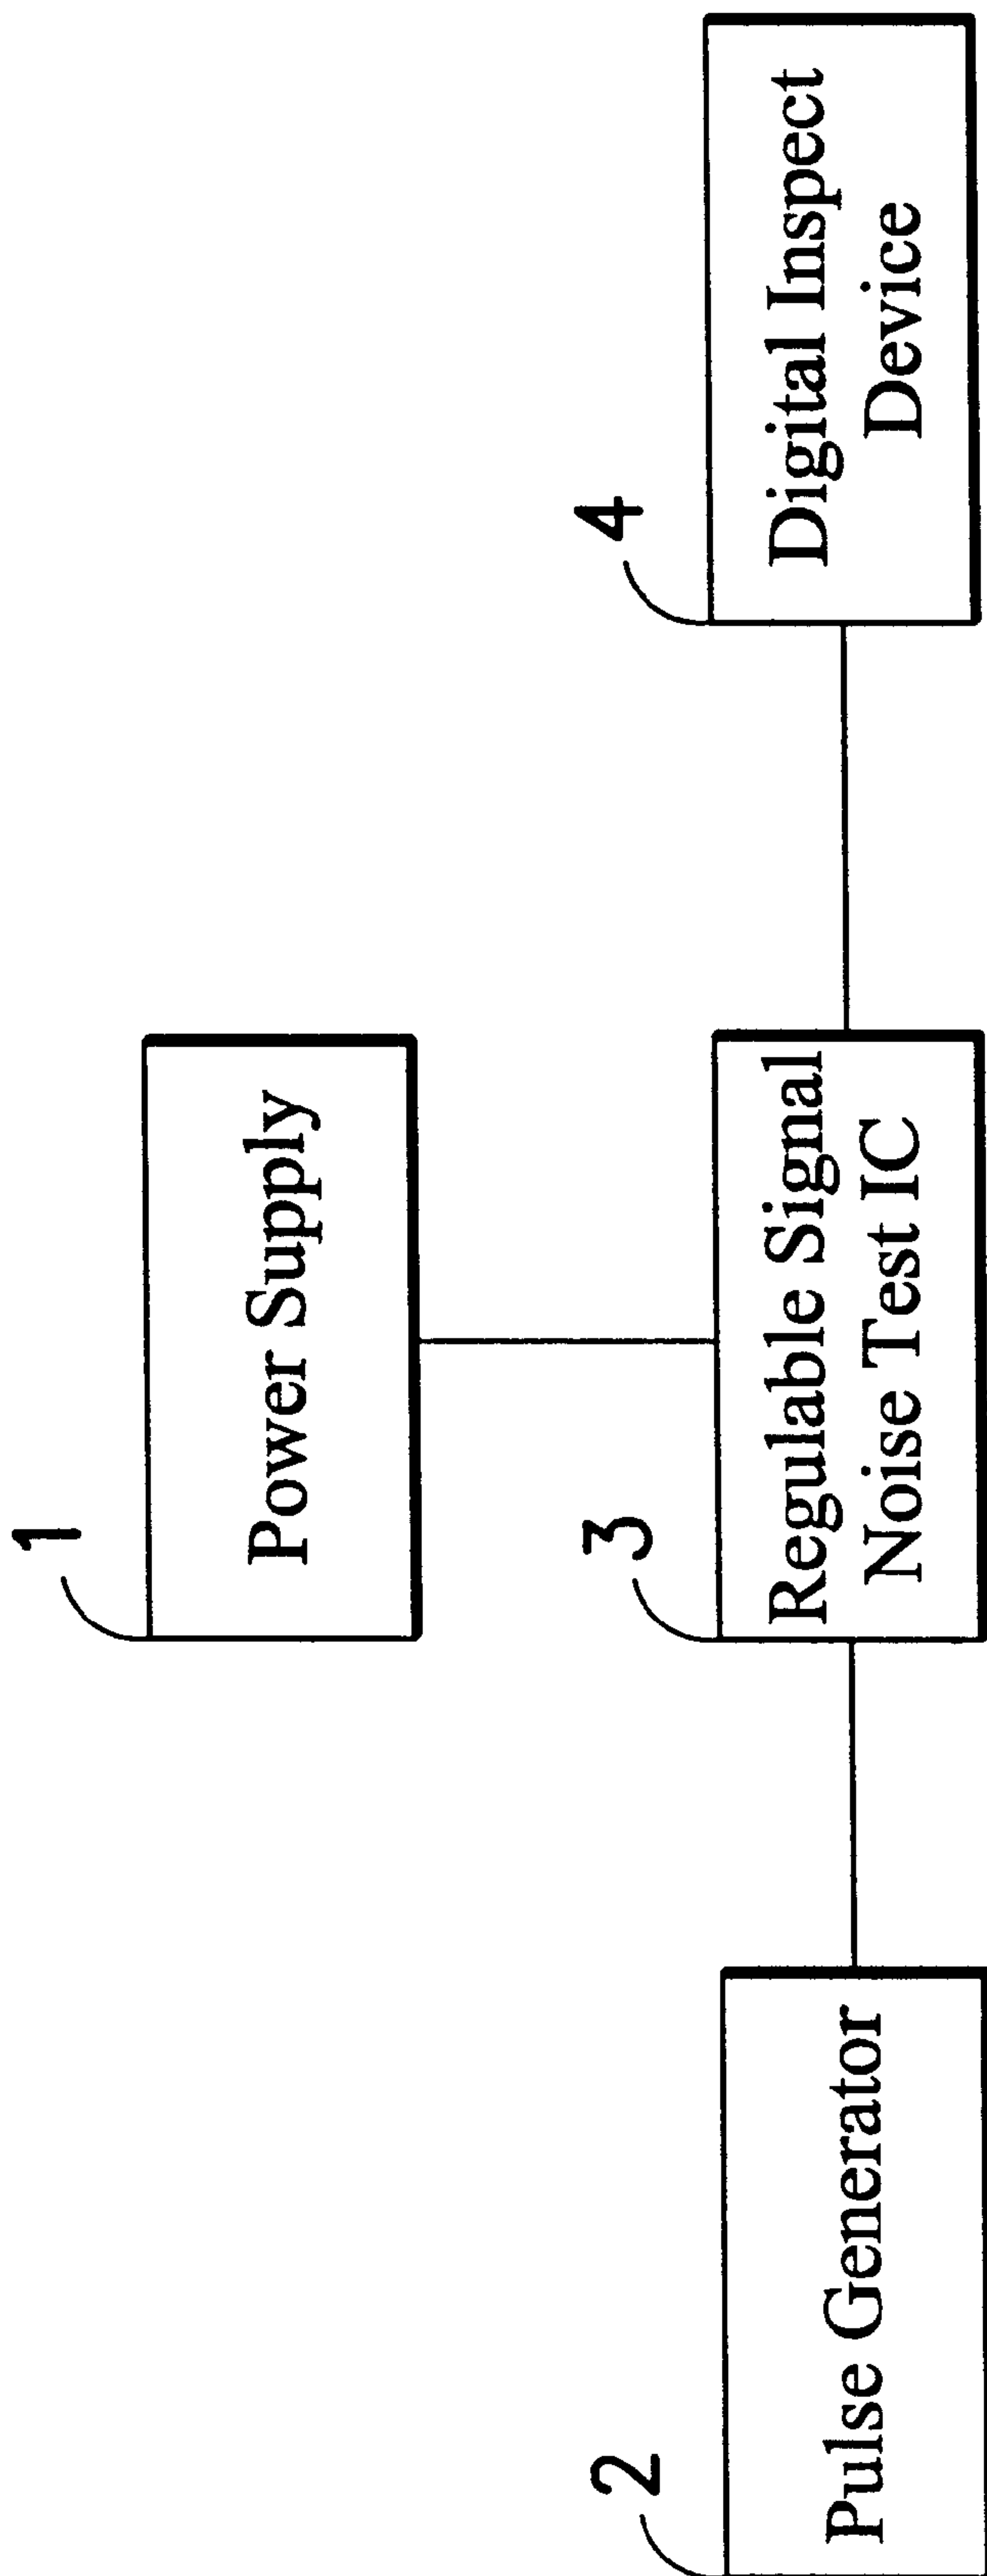 1
Power Supply
2
Pulse Generator
3
Regulable Signal
Noise Test IC
4
Digital Inspect
Device